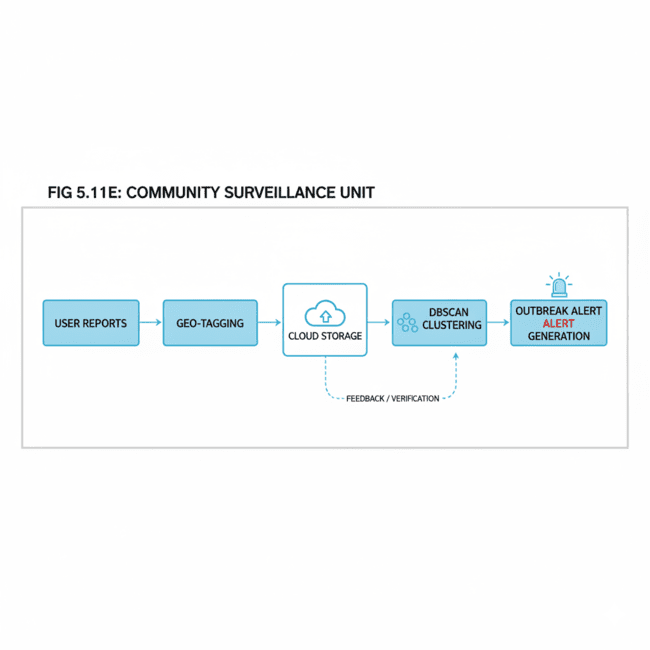 FIG 5.11E: COMMUNITY SURVEILLANCE UNIT
USER REPORTS
GEO-TAGGING
CLOUD STORAGE
DBSCAN
CLUSTERING
OUTBREAK ALERT
ALERT
GENERATION
FEEDBACK / VERIFICATION